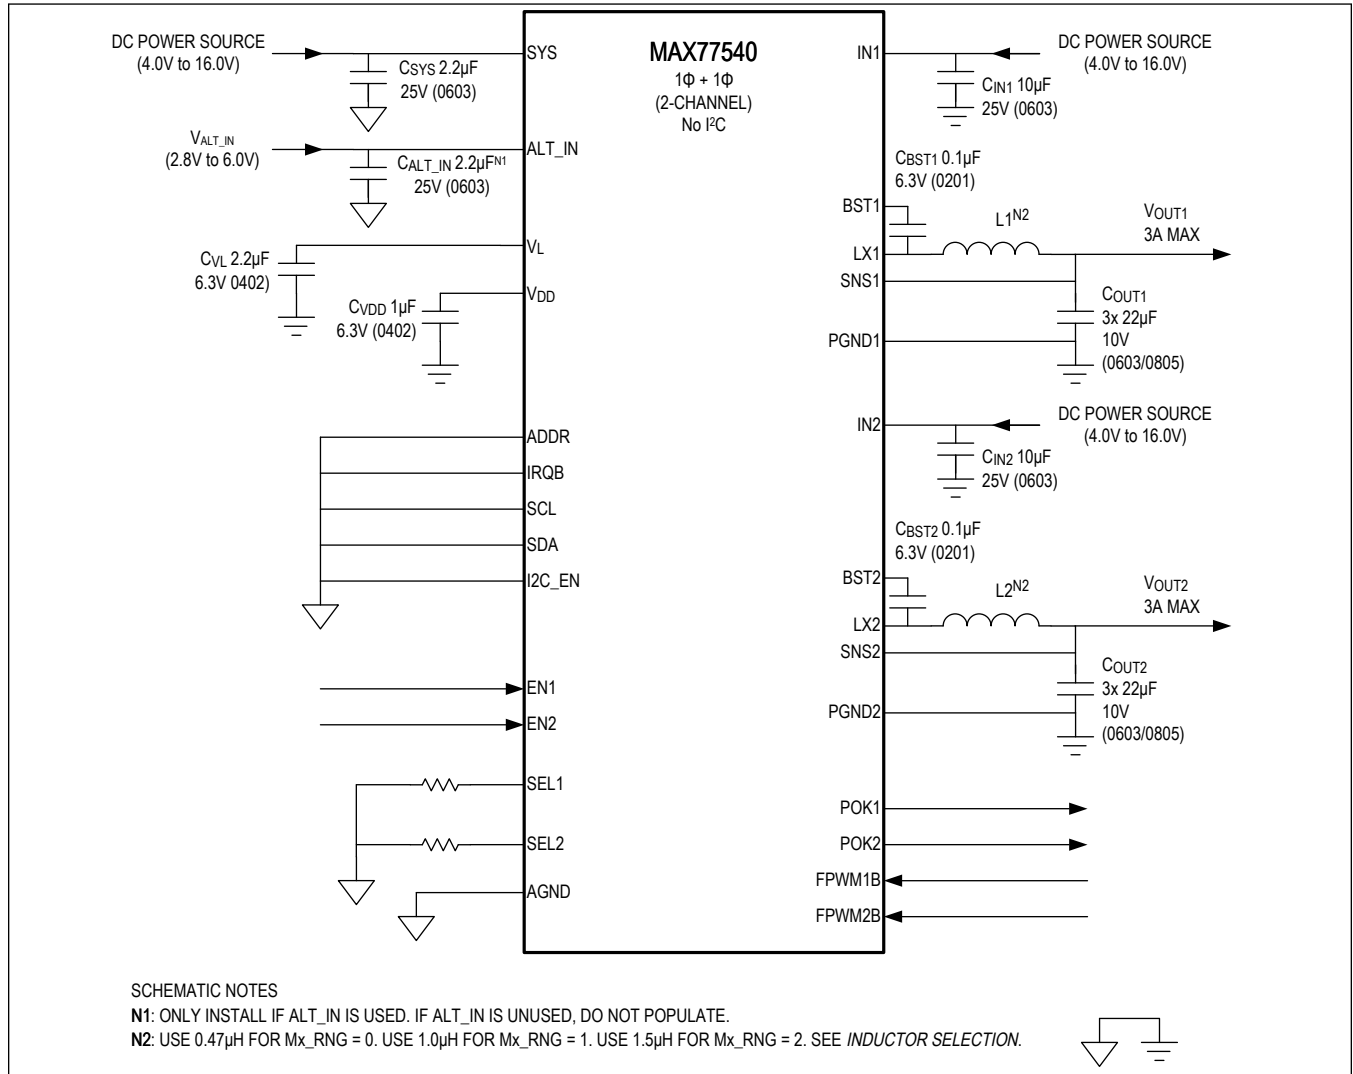 DC POWER SOURCE
(4.0V to 16.0V)
CSYS 2.2µF
25V (0603)
VALT_IN
(2.8V to 6.0V)
CALT_IN 2.2µFN1
25V (0603)
CVL 2.2µF
6.3V 0402)
CVDD 1µF
6.3V (0402)
SYS
ALT_IN
VL
VDD
ADDR
IRQB
SCL
SDA
I2C_EN
EN1
EN2
SEL1
SEL2
AGND
MAX77540
1Φ + 1Φ
(2-CHANNEL)
No I2C
IN1
BST1
LX1
SNS1
PGND1
IN2
BST2
LX2
SNS2
PGND2
POK1
POK2
FPWM1B
FPWM2B
DC POWER SOURCE
(4.0V to 16.0V)
CIN1 10µF
25V (0603)
CBST1 0.1µF
6.3V (0201)
L1N2
VOUT1
3A MAX
COUT1
3x 22µF
10V
(0603/0805)
DC POWER SOURCE
(4.0V to 16.0V)
CIN2 10µF
25V (0603)
CBST2 0.1µF
6.3V (0201)
L2N2
VOUT2
3A MAX
COUT2
3x 22µF
10V
(0603/0805)
SCHEMATIC NOTES
N1: ONLY INSTALL IF ALT_IN IS USED. IF ALT_IN IS UNUSED, DO NOT POPULATE.
N2: USE 0.47µH FOR Mx_RNG = 0. USE 1.0µH FOR Mx_RNG = 1. USE 1.5µH FOR Mx_RNG = 2. SEE INDUCTOR SELECTION.